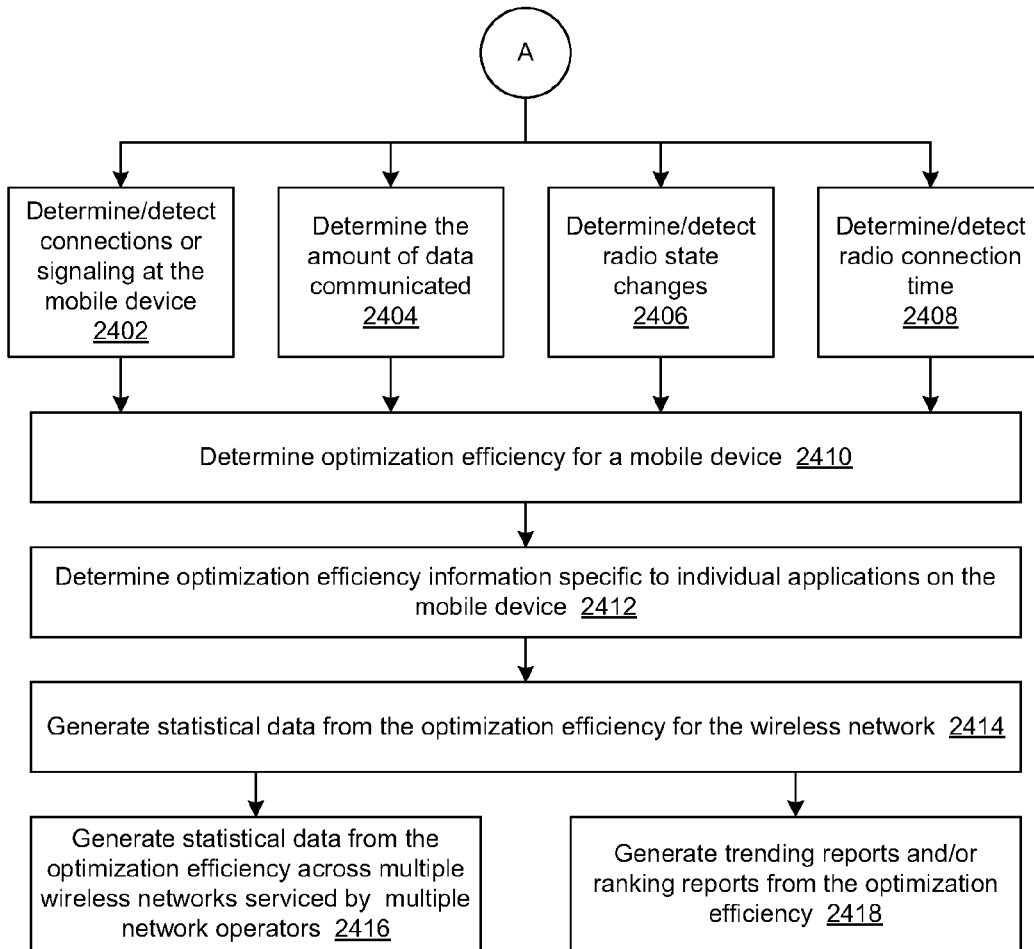 A
Determine/detect
connections or
signaling at the
mobile device
2402
Determine the
amount of data
communicated
2404
Determine/detect
radio state
changes
2406
Determine/detect
radio connection
time
2408
Determine optimization efficiency for a mobile device 2410
Determine optimization efficiency information specific to individual applications on the
mobile device 2412
Generate statistical data from the optimization efficiency for the wireless network 2414
Generate statistical data from the
optimization efficiency across multiple
wireless networks serviced by multiple
network operators 2416
Generate trending reports and/or
ranking reports from the optimization
efficiency 2418